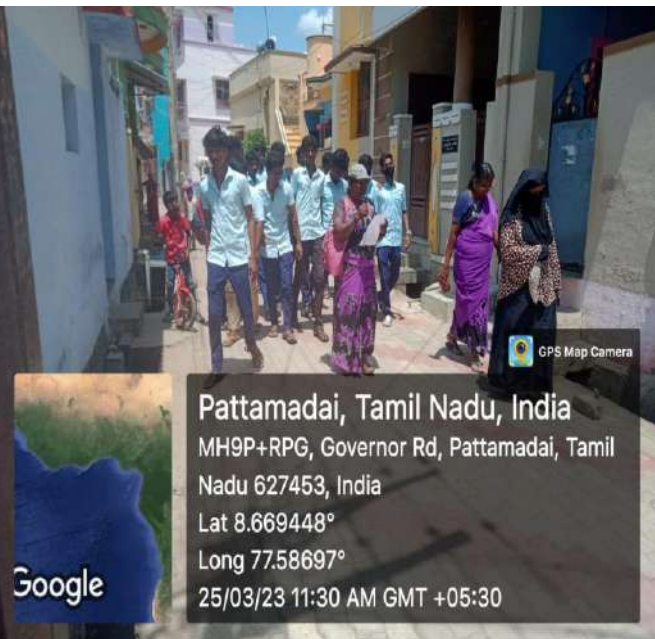 GPS Map Camera
Pattamadai, Tamil Nadu, India
MH9P+RPG, Governor Rd, Pattamadai, Tamil
Nadu 627453, India
Lat 8.669448°
Long 77.58697°
25/03/23 11:30 AM GMT +05:30
Google